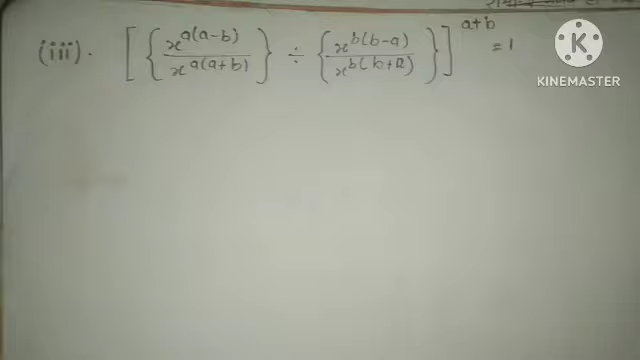 (iii). [ { x^a(a-b) / x^a(a+b) } ÷ { x^b(b-a) / x^b(b+a) } ]^a+b = 1
KINEMASTER